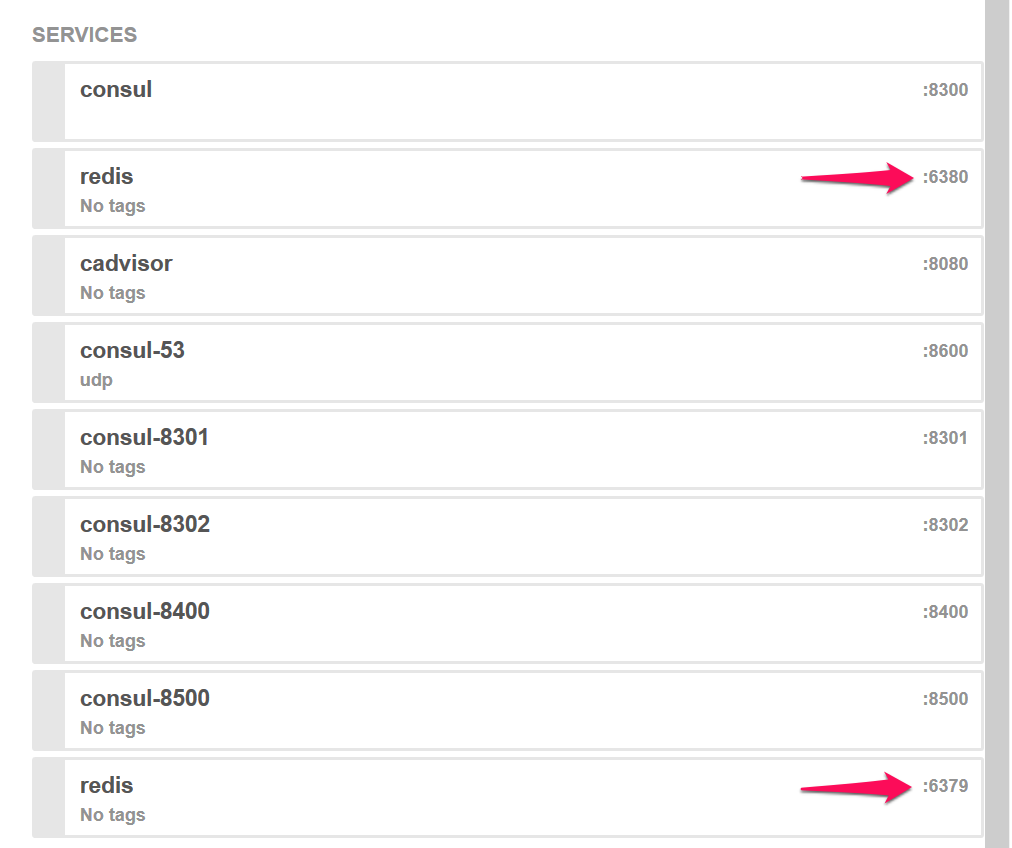 SERVICES
consul :8300
redis :6380
No tags
cadvisor :8080
No tags
consul-53 :8600
udp
consul-8301 :8301
No tags
consul-8302 :8302
No tags
consul-8400 :8400
No tags
consul-8500 :8500
No tags
redis :6379
No tags